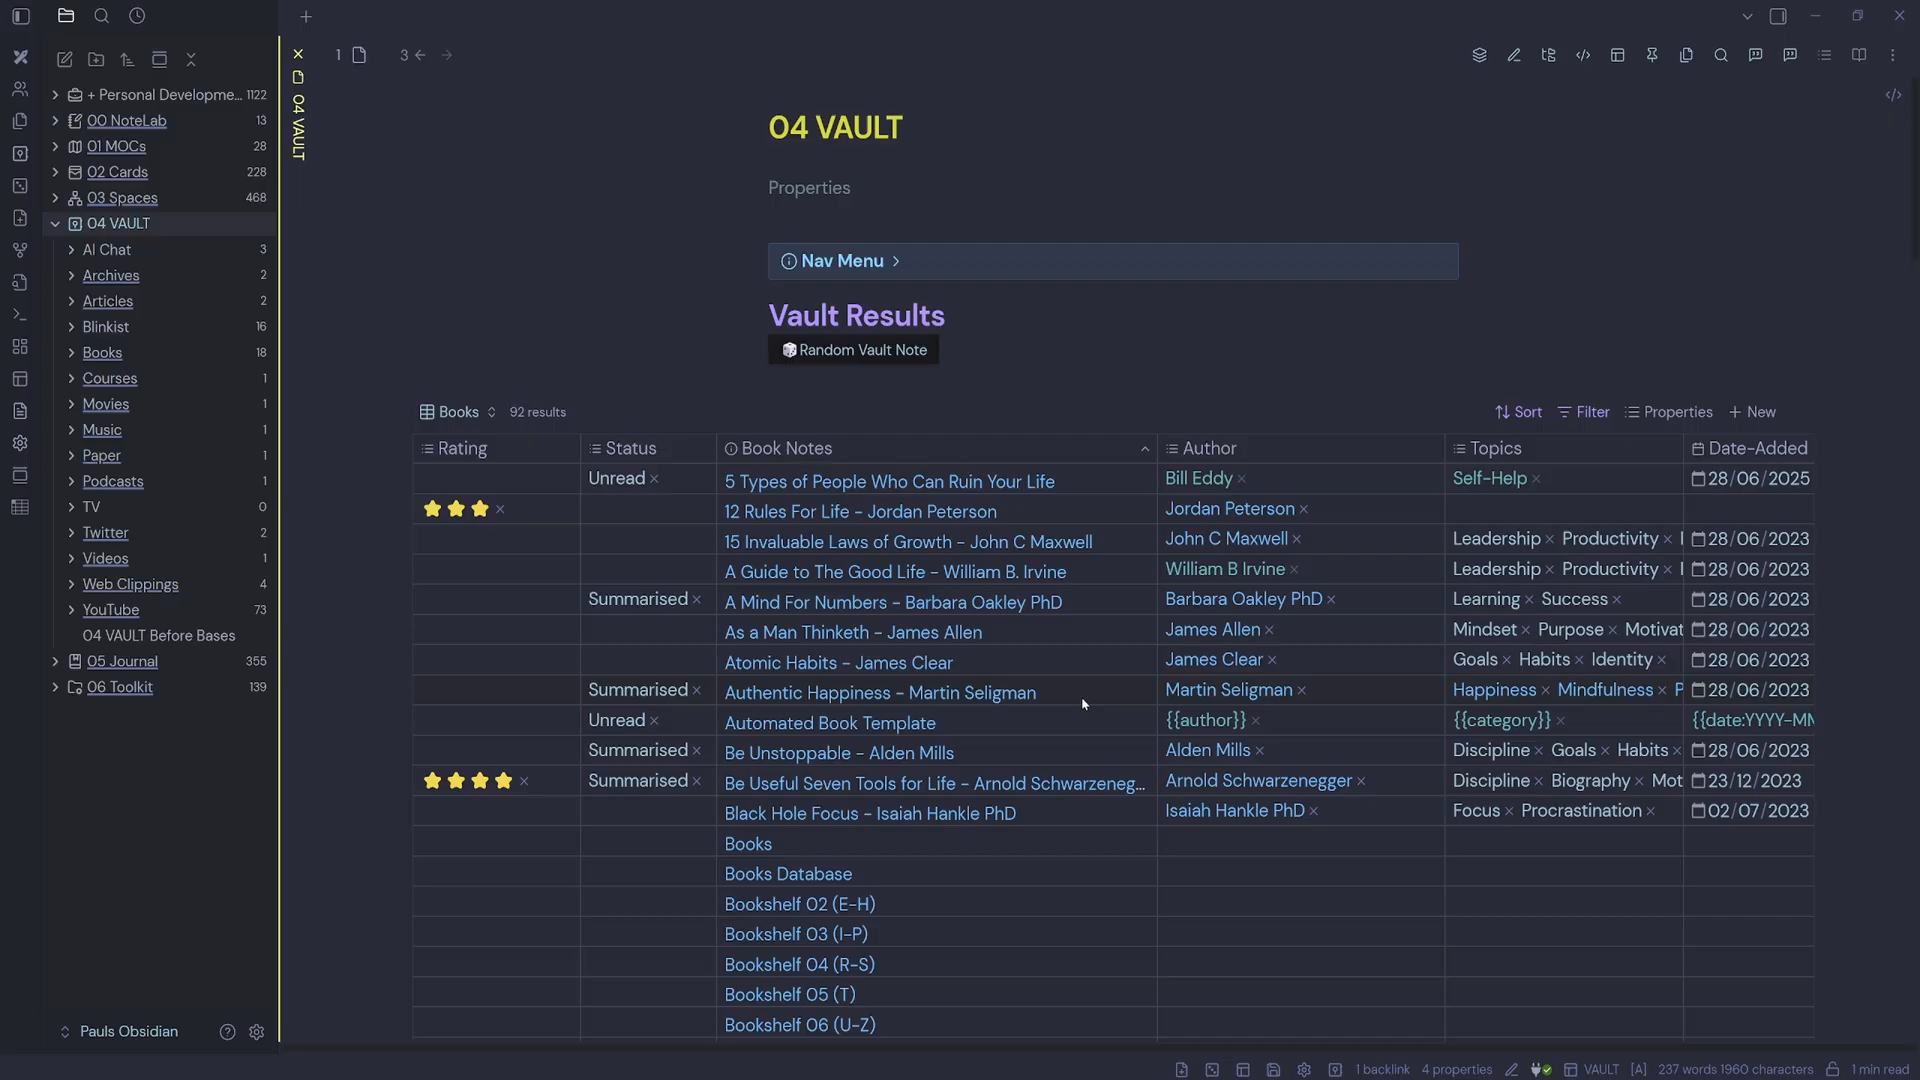 + Personal Developme... 1122
00 NoteLab 13
01 MOCs 28
02 Cards 228
03 Spaces 468
04 VAULT
AI Chat 3
Archives 2
Articles 2
Blinkist 16
Books 18
Courses 1
Movies 1
Music 1
Paper 1
Podcasts 1
TV 0
Twitter 2
Videos 1
Web Clippings 4
YouTube 73
04 VAULT Before Bases
05 Journal 355
06 Toolkit 139
Pauls Obsidian
04 VAULT
1
3
04 VAULT
Properties
Nav Menu
Vault Results
Random Vault Note
Books 92 results Sort Filter Properties + New
Rating Status Book Notes Author Topics Date-Added
Unread × 5 Types of People Who Can Ruin Your Life Bill Eddy × Self-Help × 28/06/2025
× 12 Rules For Life - Jordan Peterson Jordan Peterson ×
15 Invaluable Laws of Growth - John C Maxwell John C Maxwell × Leadership × Productivity × 28/06/2023
A Guide to The Good Life - William B. Irvine William B Irvine × Leadership × Productivity × 28/06/2023
Summarised × A Mind For Numbers - Barbara Oakley PhD Barbara Oakley PhD × Learning × Success × 28/06/2023
As a Man Thinketh - James Allen James Allen × Mindset × Purpose × Motivat 28/06/2023
Atomic Habits - James Clear James Clear × Goals × Habits × Identity × 28/06/2023
Summarised × Authentic Happiness - Martin Seligman Martin Seligman × Happiness × Mindfulness × P 28/06/2023
Unread × Automated Book Template {{author}} × {{category}} × {{date:YYYY-MM
Summarised × Be Unstoppable - Alden Mills Alden Mills × Discipline × Goals × Habits × 28/06/2023
× Summarised × Be Useful Seven Tools for Life - Arnold Schwarzeneg... Arnold Schwarzenegger × Discipline × Biography × Mot 23/12/2023
Black Hole Focus - Isaiah Hankle PhD Isaiah Hankle PhD × Focus × Procrastination × 02/07/2023
Books
Books Database
Bookshelf 02 (E-H)
Bookshelf 03 (I-P)
Bookshelf 04 (R-S)
Bookshelf 05 (T)
Bookshelf 06 (U-Z)
1 backlink 4 properties VAULT [A] 237 words 1960 characters 1 min read